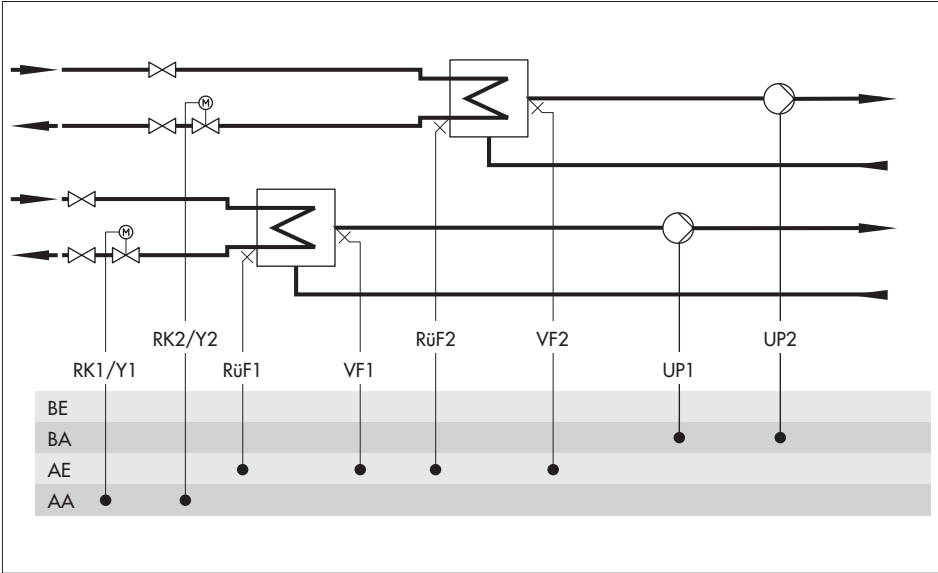 M
M
RK2/Y2 RüF2 VF2 UP2
RK1/Y1 RüF1 VF1 UP1
BE
BA
AE
AA